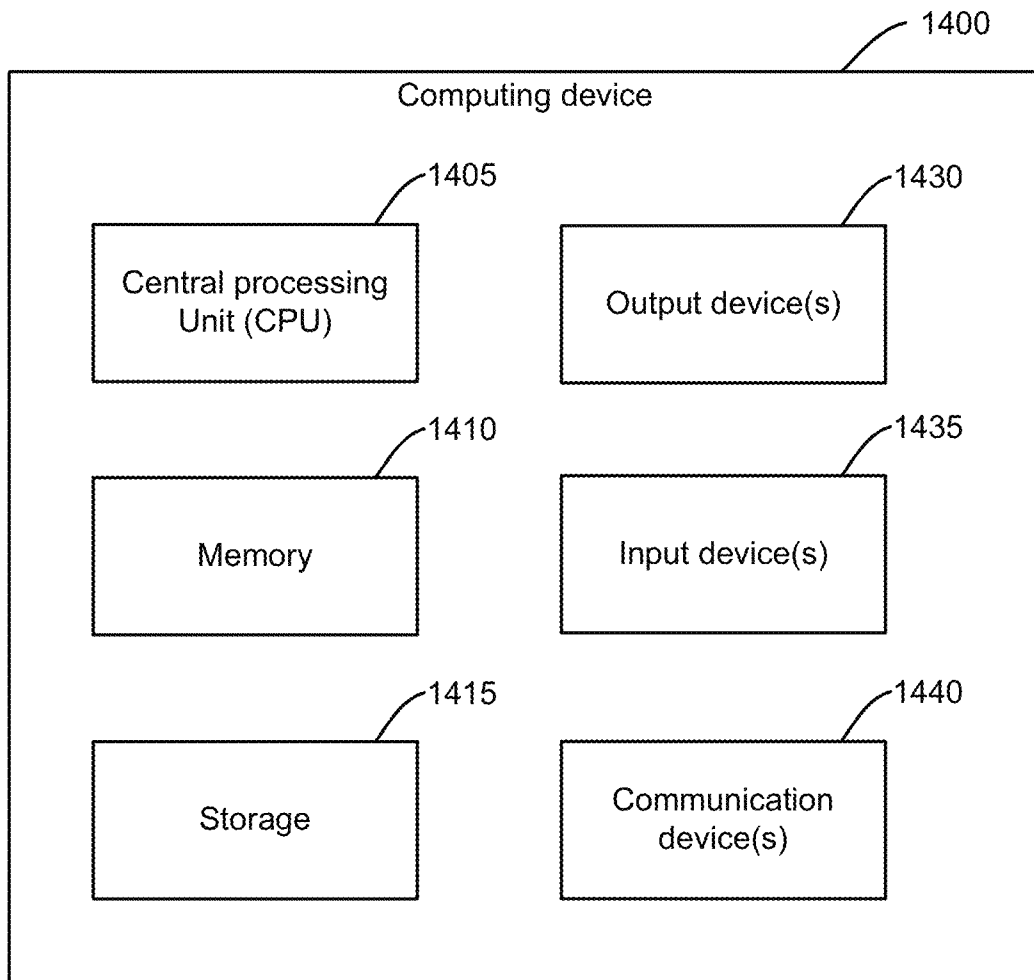 1400
Computing device
1405
1430
Central processing
Unit (CPU)
Output device(s)
1410
1435
Memory
Input device(s)
1415
1440
Storage
Communication
device(s)